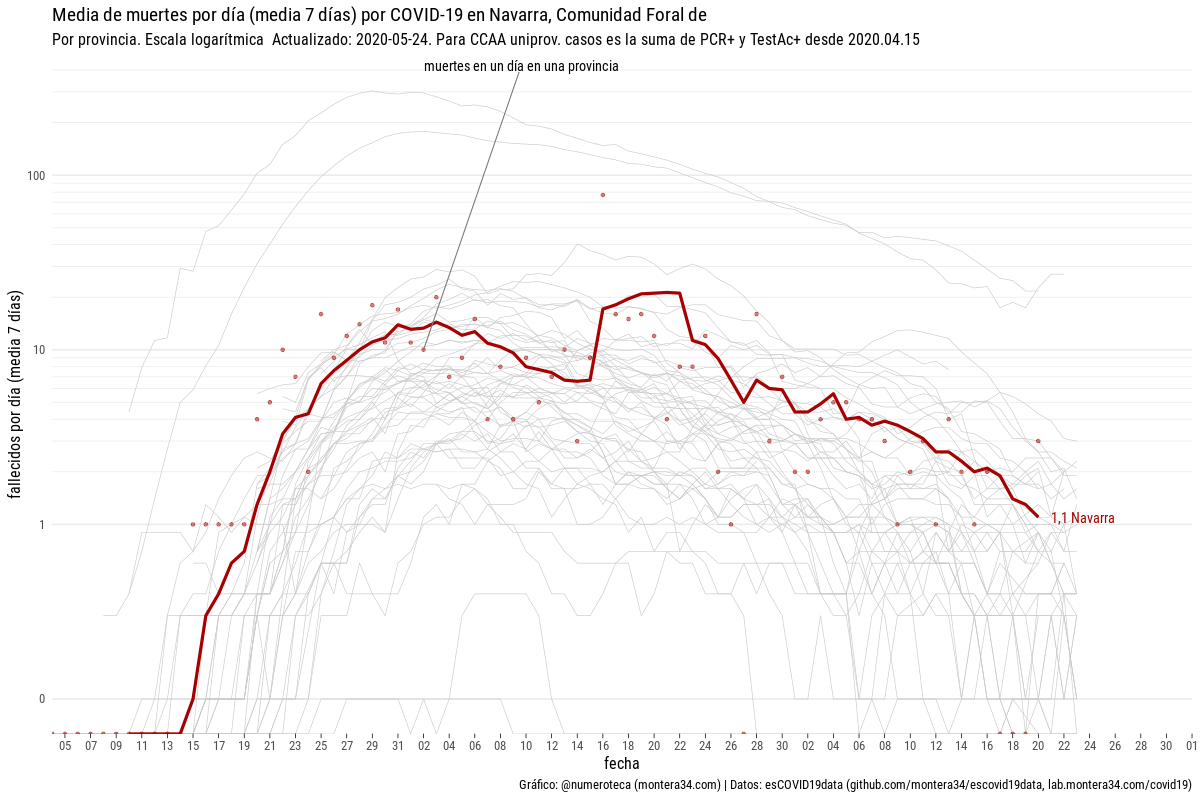 Media de muertes por día (media 7 días) por COVID-19 en Navarra, Comunidad Foral de
Por provincia. Escala logarítmica  Actualizado: 2020-05-24. Para CCAA uniprov. casos es la suma de PCR+ y TestAc+ desde 2020.04.15
muertes en un día en una provincia
fallecidos por día (media  7 días)
100
10
1
0
1,1 Navarra
05 07 09 11 13 15 17 19 21 23 25 27 29 31 02 04 06 08 10 12 14 16 18 20 22 24 26 28 30 02 04 06 08 10 12 14 16 18 20 22 24 26 28 30 01
fecha
Gráfico: @numeroteca (montera34.com) | Datos: esCOVID19data (github.com/montera34/escovid19data, lab.montera34.com/covid19)